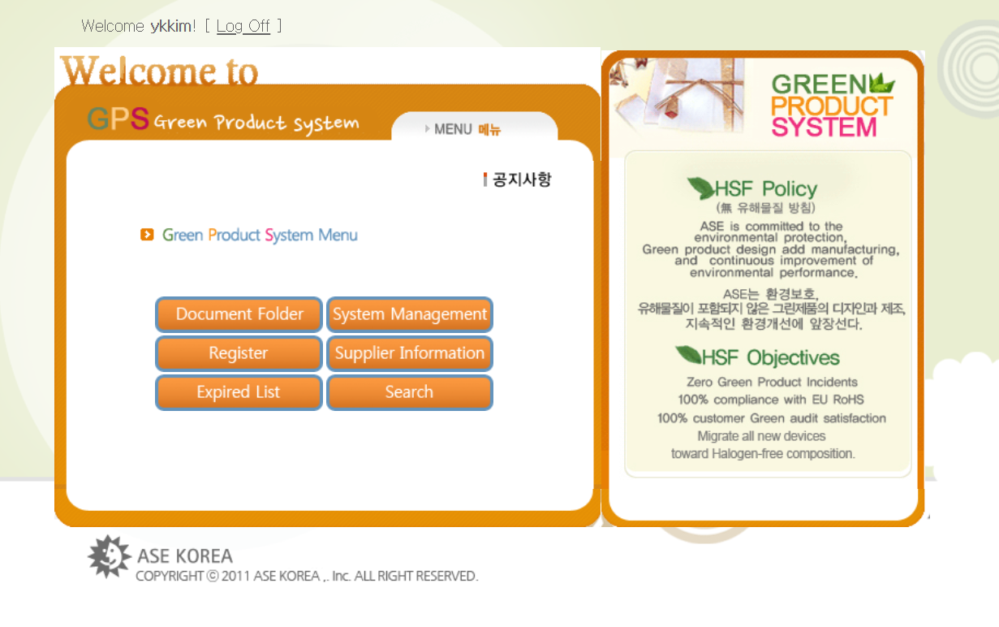 Welcome ykkim! [ Log Off ]
Welcome to
GPS Green Product system
MENU 메뉴
공지사항
Green Product System Menu
Document Folder
System Management
Register
Supplier Information
Expired List
Search
GREEN
PRODUCT
SYSTEM
HSF Policy
(無 유해물질 방침)
ASE is committed to the
environmental protection,
Green product design add manufacturing,
and continuous improvement of
environmental performance.
ASE는 환경보호,
유해물질이 포함되지 않은 그린제품의 디자인과 제조,
지속적인 환경개선에 앞장선다.
HSF Objectives
Zero Green Product Incidents
100% compliance with EU RoHS
100% customer Green audit satisfaction
Migrate all new devices
toward Halogen-free composition.
ASE KOREA
COPYRIGHT ⓒ 2011 ASE KOREA ,. Inc. ALL RIGHT RESERVED.